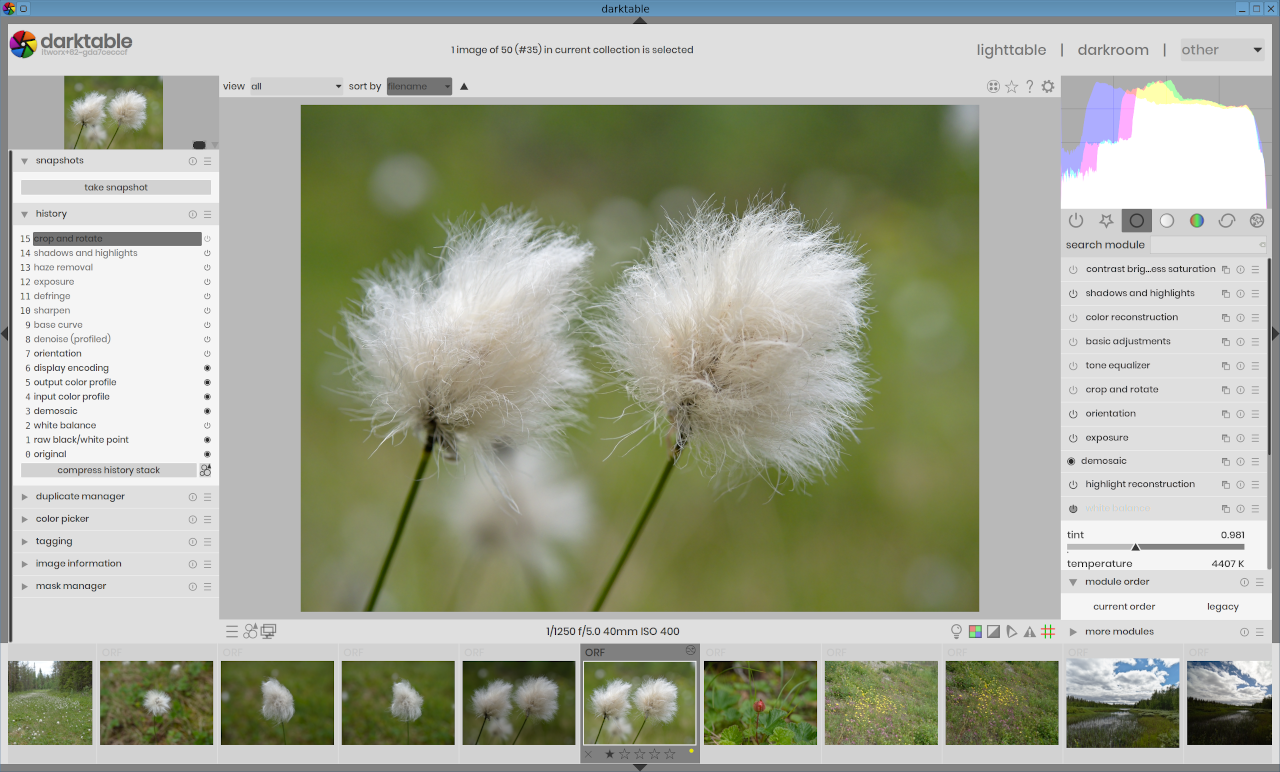 darktable
darktable
1 image of 50 (#35) in current collection is selected
lighttable | darkroom | other
view all sort by filename
snapshots
take snapshot
history
15 crop and rotate
14 shadows and highlights
13 haze removal
12 exposure
11 defringe
10 sharpen
9 base curve
8 denoise (profiled)
7 orientation
6 display encoding
5 output color profile
4 input color profile
3 demosaic
2 white balance
1 raw black/white point
0 original
compress history stack
duplicate manager
color picker
tagging
image information
mask manager
1/1250 f/5.0 40mm ISO 400
search module
contrast brig...ess saturation
shadows and highlights
color reconstruction
basic adjustments
tone equalizer
crop and rotate
orientation
exposure
demosaic
highlight reconstruction
white balance
tint 0.981
temperature 4407 K
module order
current order legacy
more modules
ORF ORF ORF ORF ORF ORF ORF ORF ORF ORF